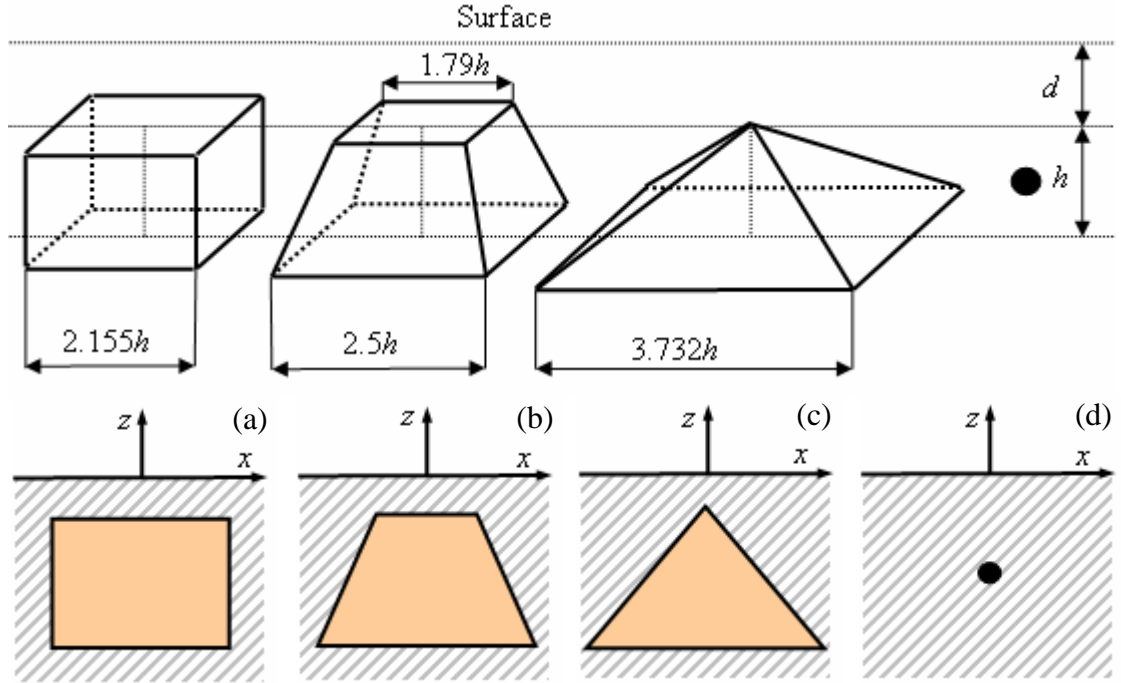 Surface
1.79h
d
h
2.155h
2.5h
3.732h
z (a)
x
z (b)
x
z (c)
x
z (d)
x